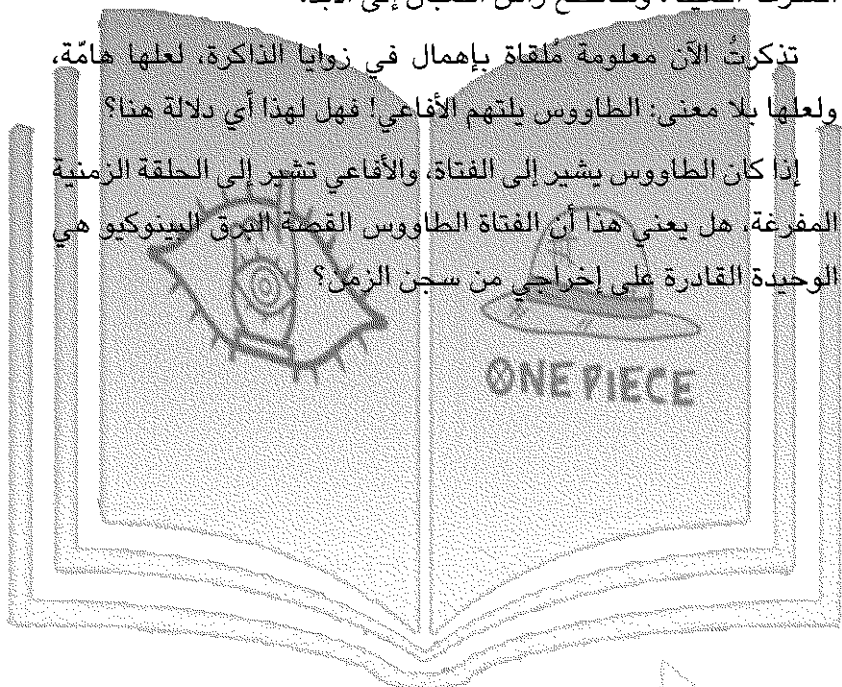 تذكرتُ الآن معلومة مُلقاة بإهمال في زوايا الذاكرة، لعلها هامّة،
ولعلها بلا معنى: الطاووس يلتهم الأفاعي! فهل لهذا أي دلالة هنا؟
إذا كان الطاووس يشير إلى الفتاة، والأفاعي تشير إلى الحلقة الزمنية
المفرغة، هل يعني هذا أن الفتاة الطاووس القصة البرق البينوكيو هي
الوحيدة القادرة على إخراجي من سجن الزمن؟
ONE PIECE